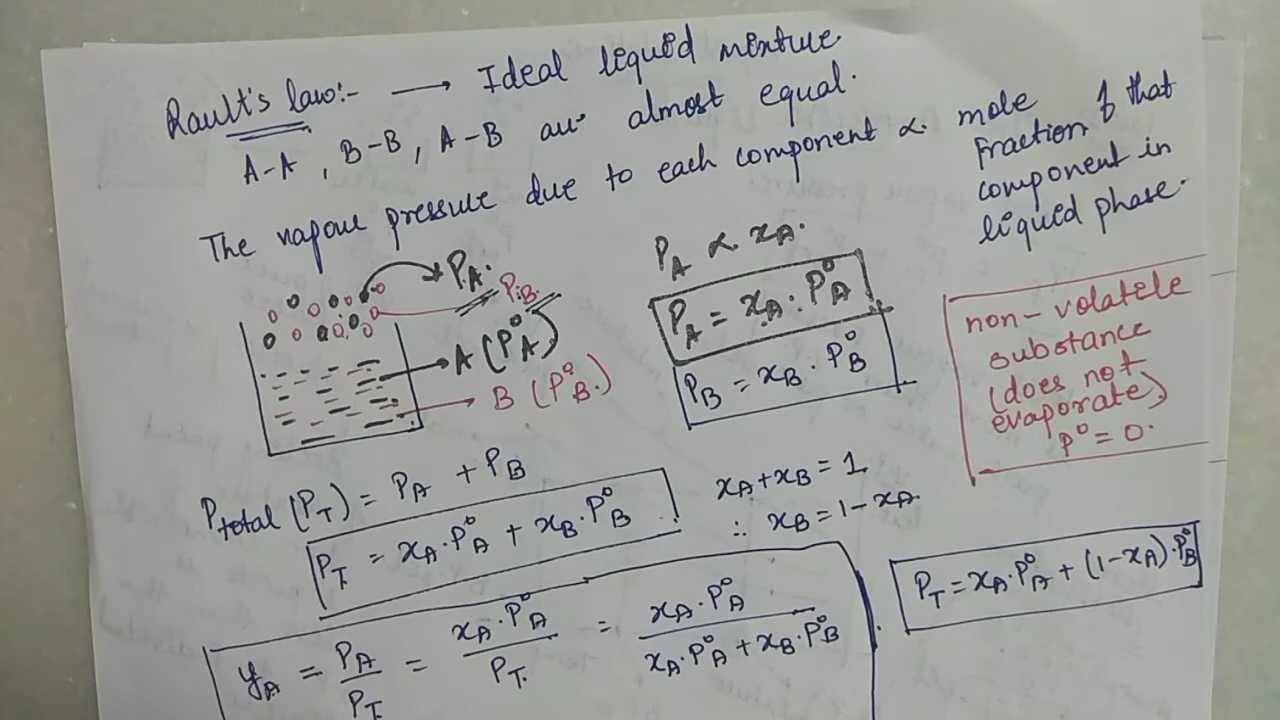 Rault's law:- → Ideal liquid mixture.
A-A, B-B, A-B are almost equal.
The vapour pressure due to each component ∝ mole
fraction of that
component in
liquid phase.
P_A ∝ x_A.
P_A = x_A · P°_A
P_B = x_B · P°_B
P_A.
P_B.
A (P°_A)
B (P°_B.)
non-volatile
substance
(does not
evaporate)
P° = 0.
P_total (P_T) = P_A + P_B
P_T = x_A·P°_A + x_B·P°_B
x_A + x_B = 1
∴ x_B = 1 - x_A.
P_T = x_A·P°_A + (1-x_A)·P°_B
y_A = P_A / P_T = x_A·P°_A / P_T. = x_A·P°_A / x_A·P°_A + x_B·P°_B